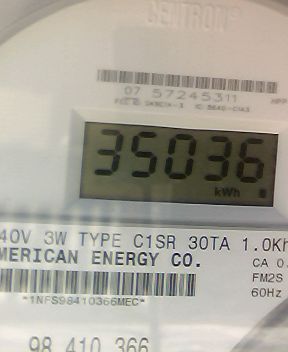 CENTRON®
07 57245311
35036
kWh
40V 3W TYPE C1SR 30TA 1.0Kh
MERICAN ENERGY CO.
CA 0.
FM2S
60Hz
*1NFS98410366MEC*
98 410 366